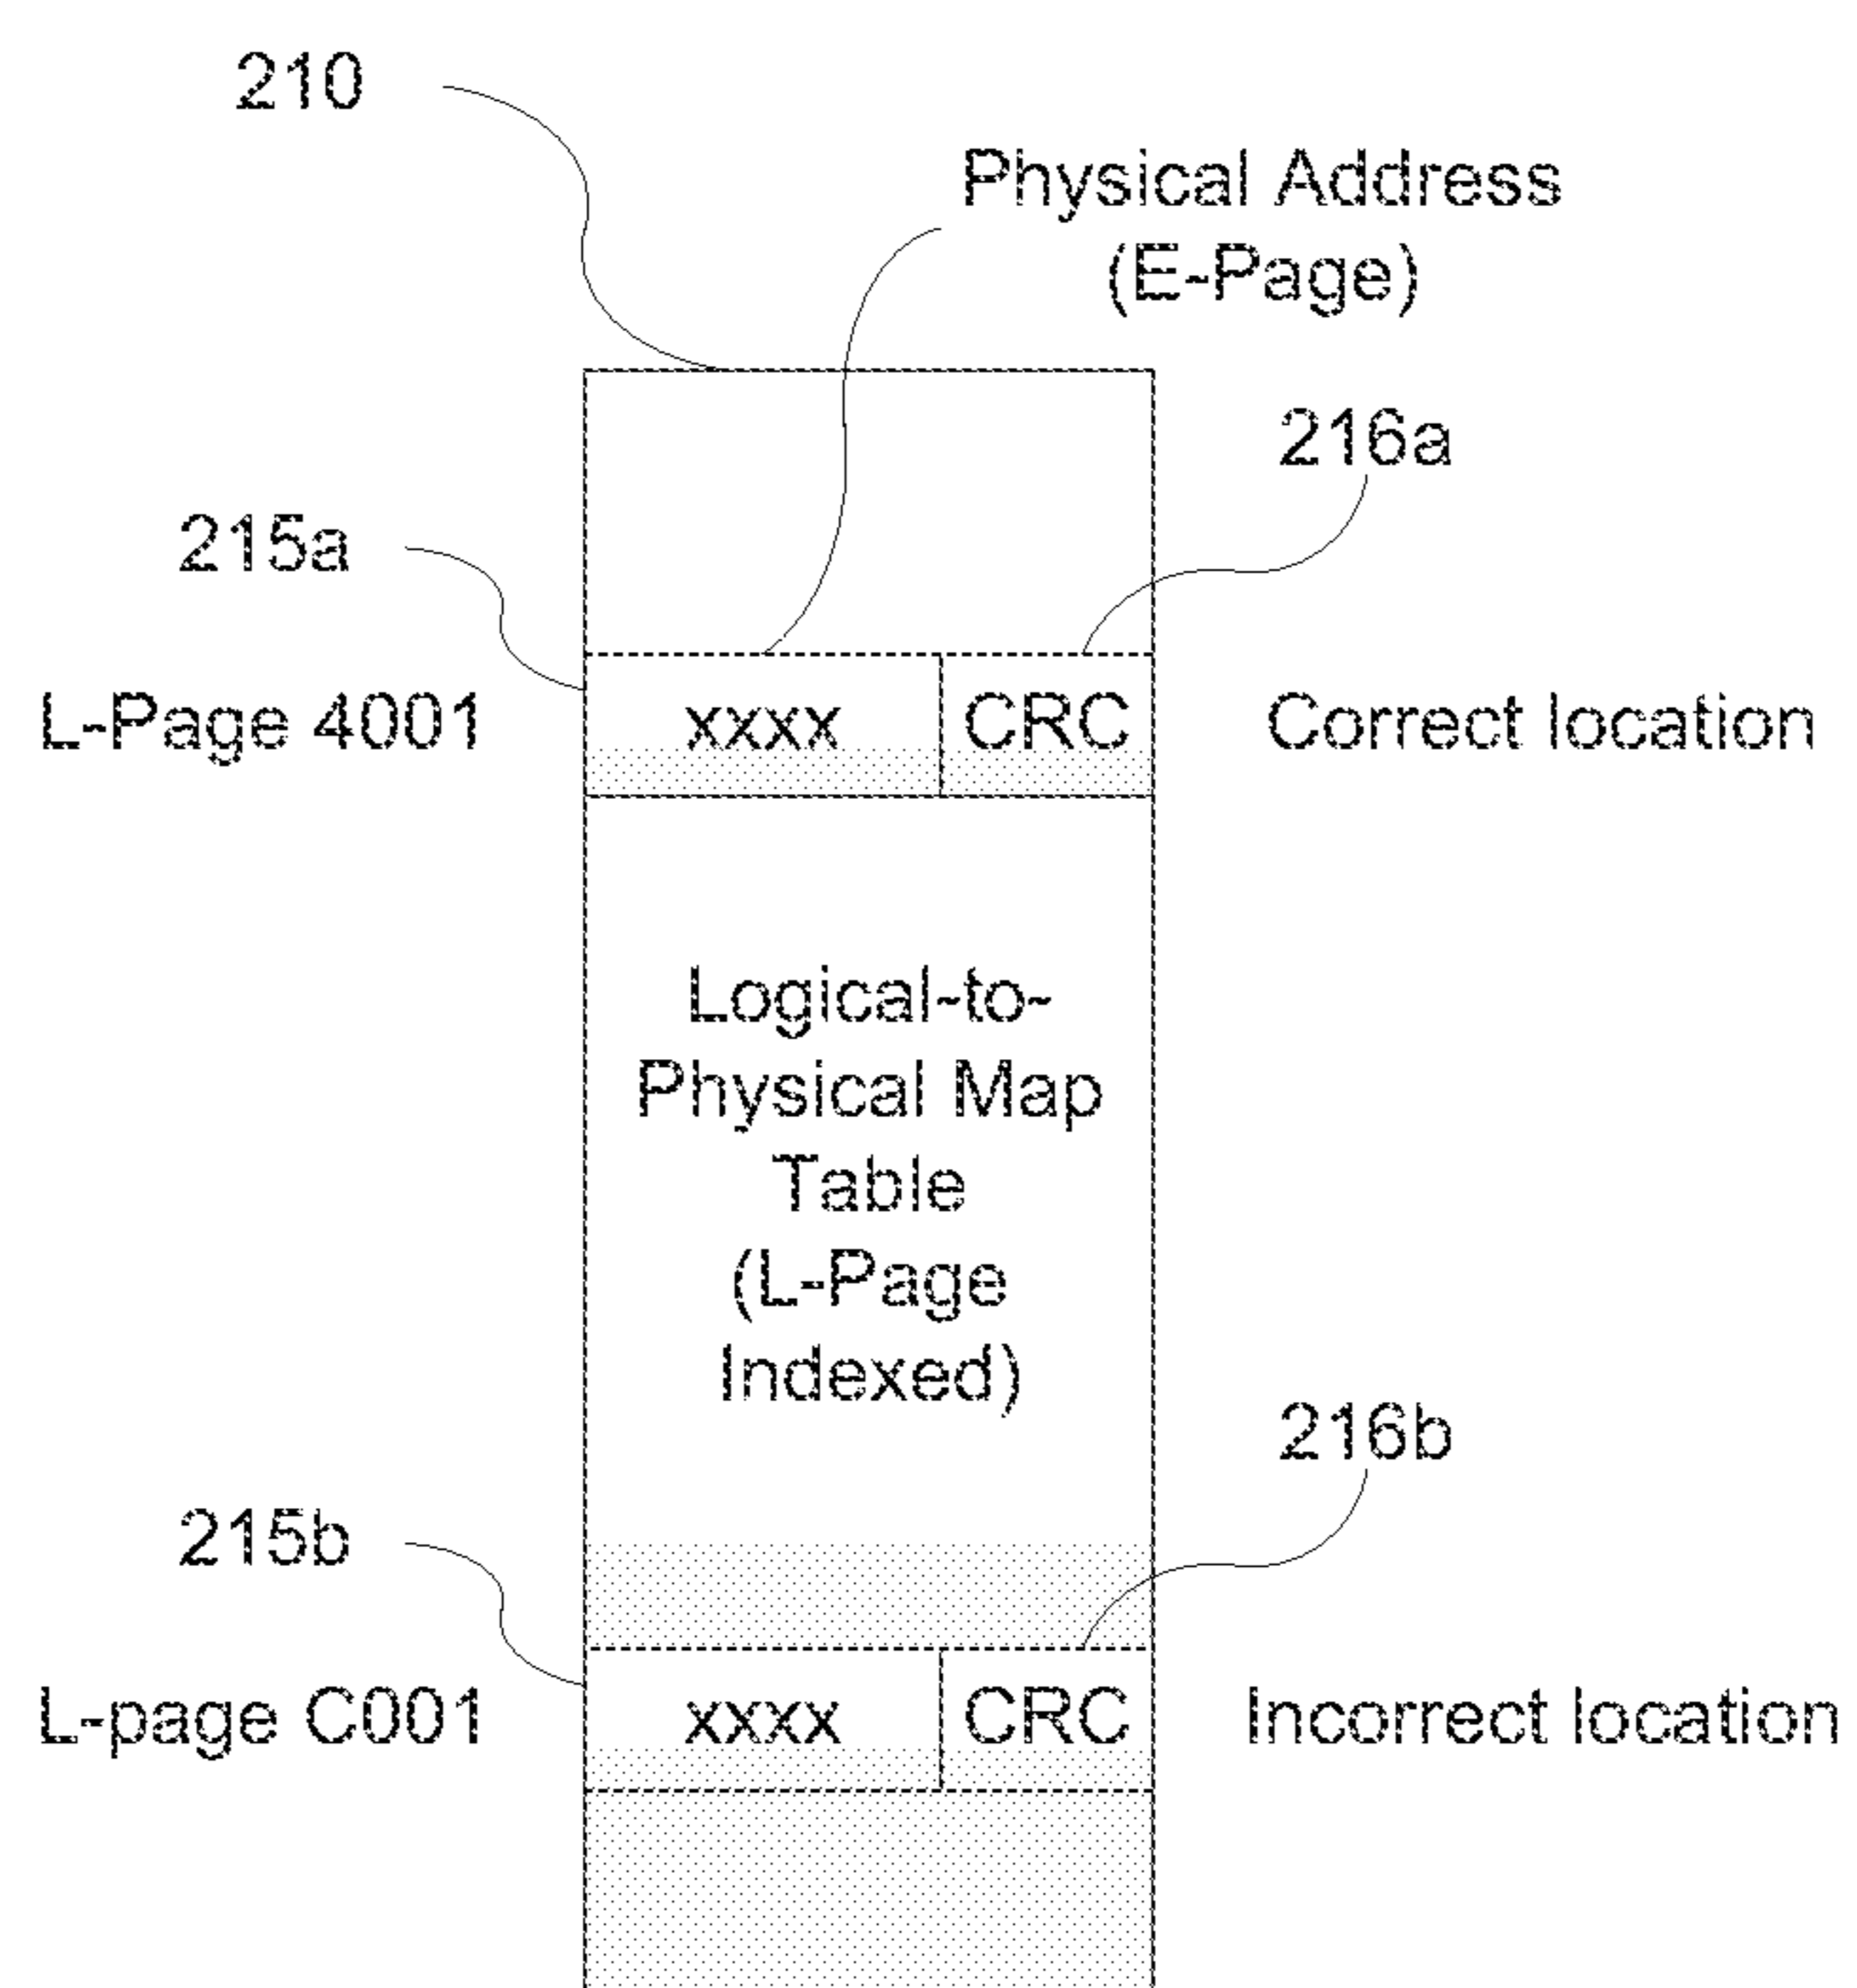 210
Physical Address
(E-Page)
216a
215a
L-Page 4001 xxxx CRC Correct location
Logical-to-
Physical Map
Table
(L-Page
Indexed)
216b
215b
L-page C001 xxxx CRC Incorrect location